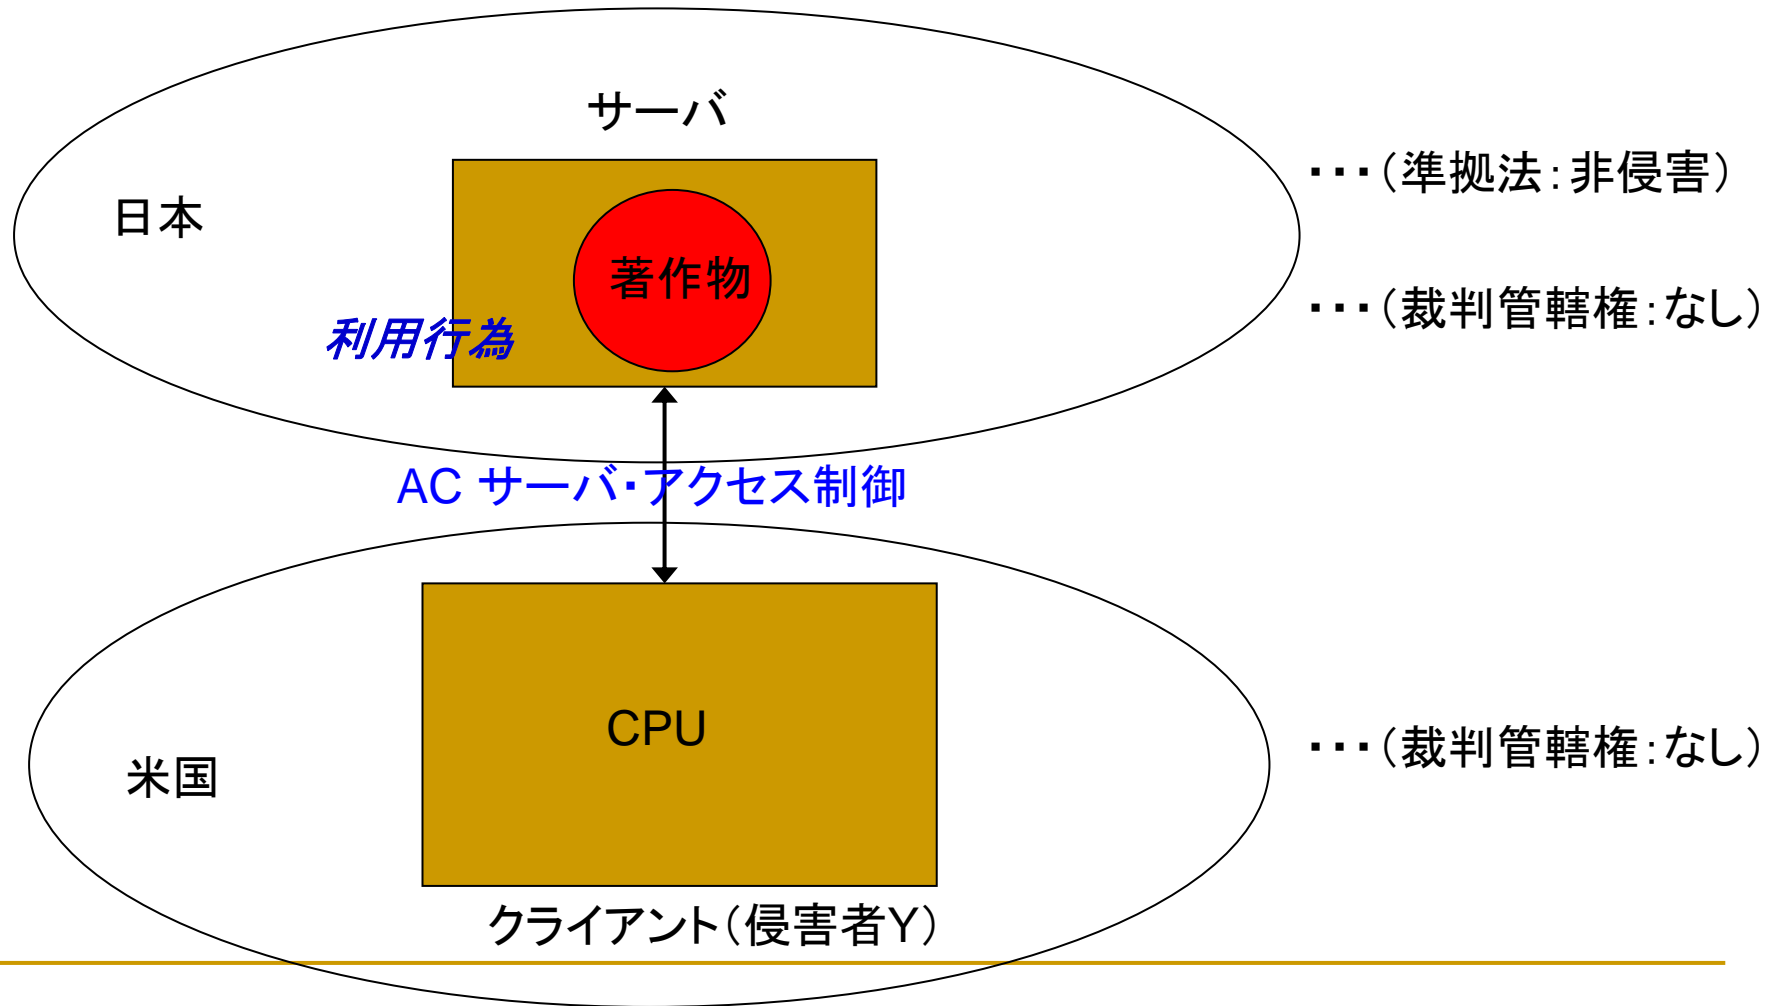 サーバ
・・・（準拠法：非侵害）
日本
著作物
・・・（裁判管轄権：なし）
利用行為
AC サーバ・アクセス制御
CPU
・・・（裁判管轄権：なし）
米国
クライアント（侵害者Y）